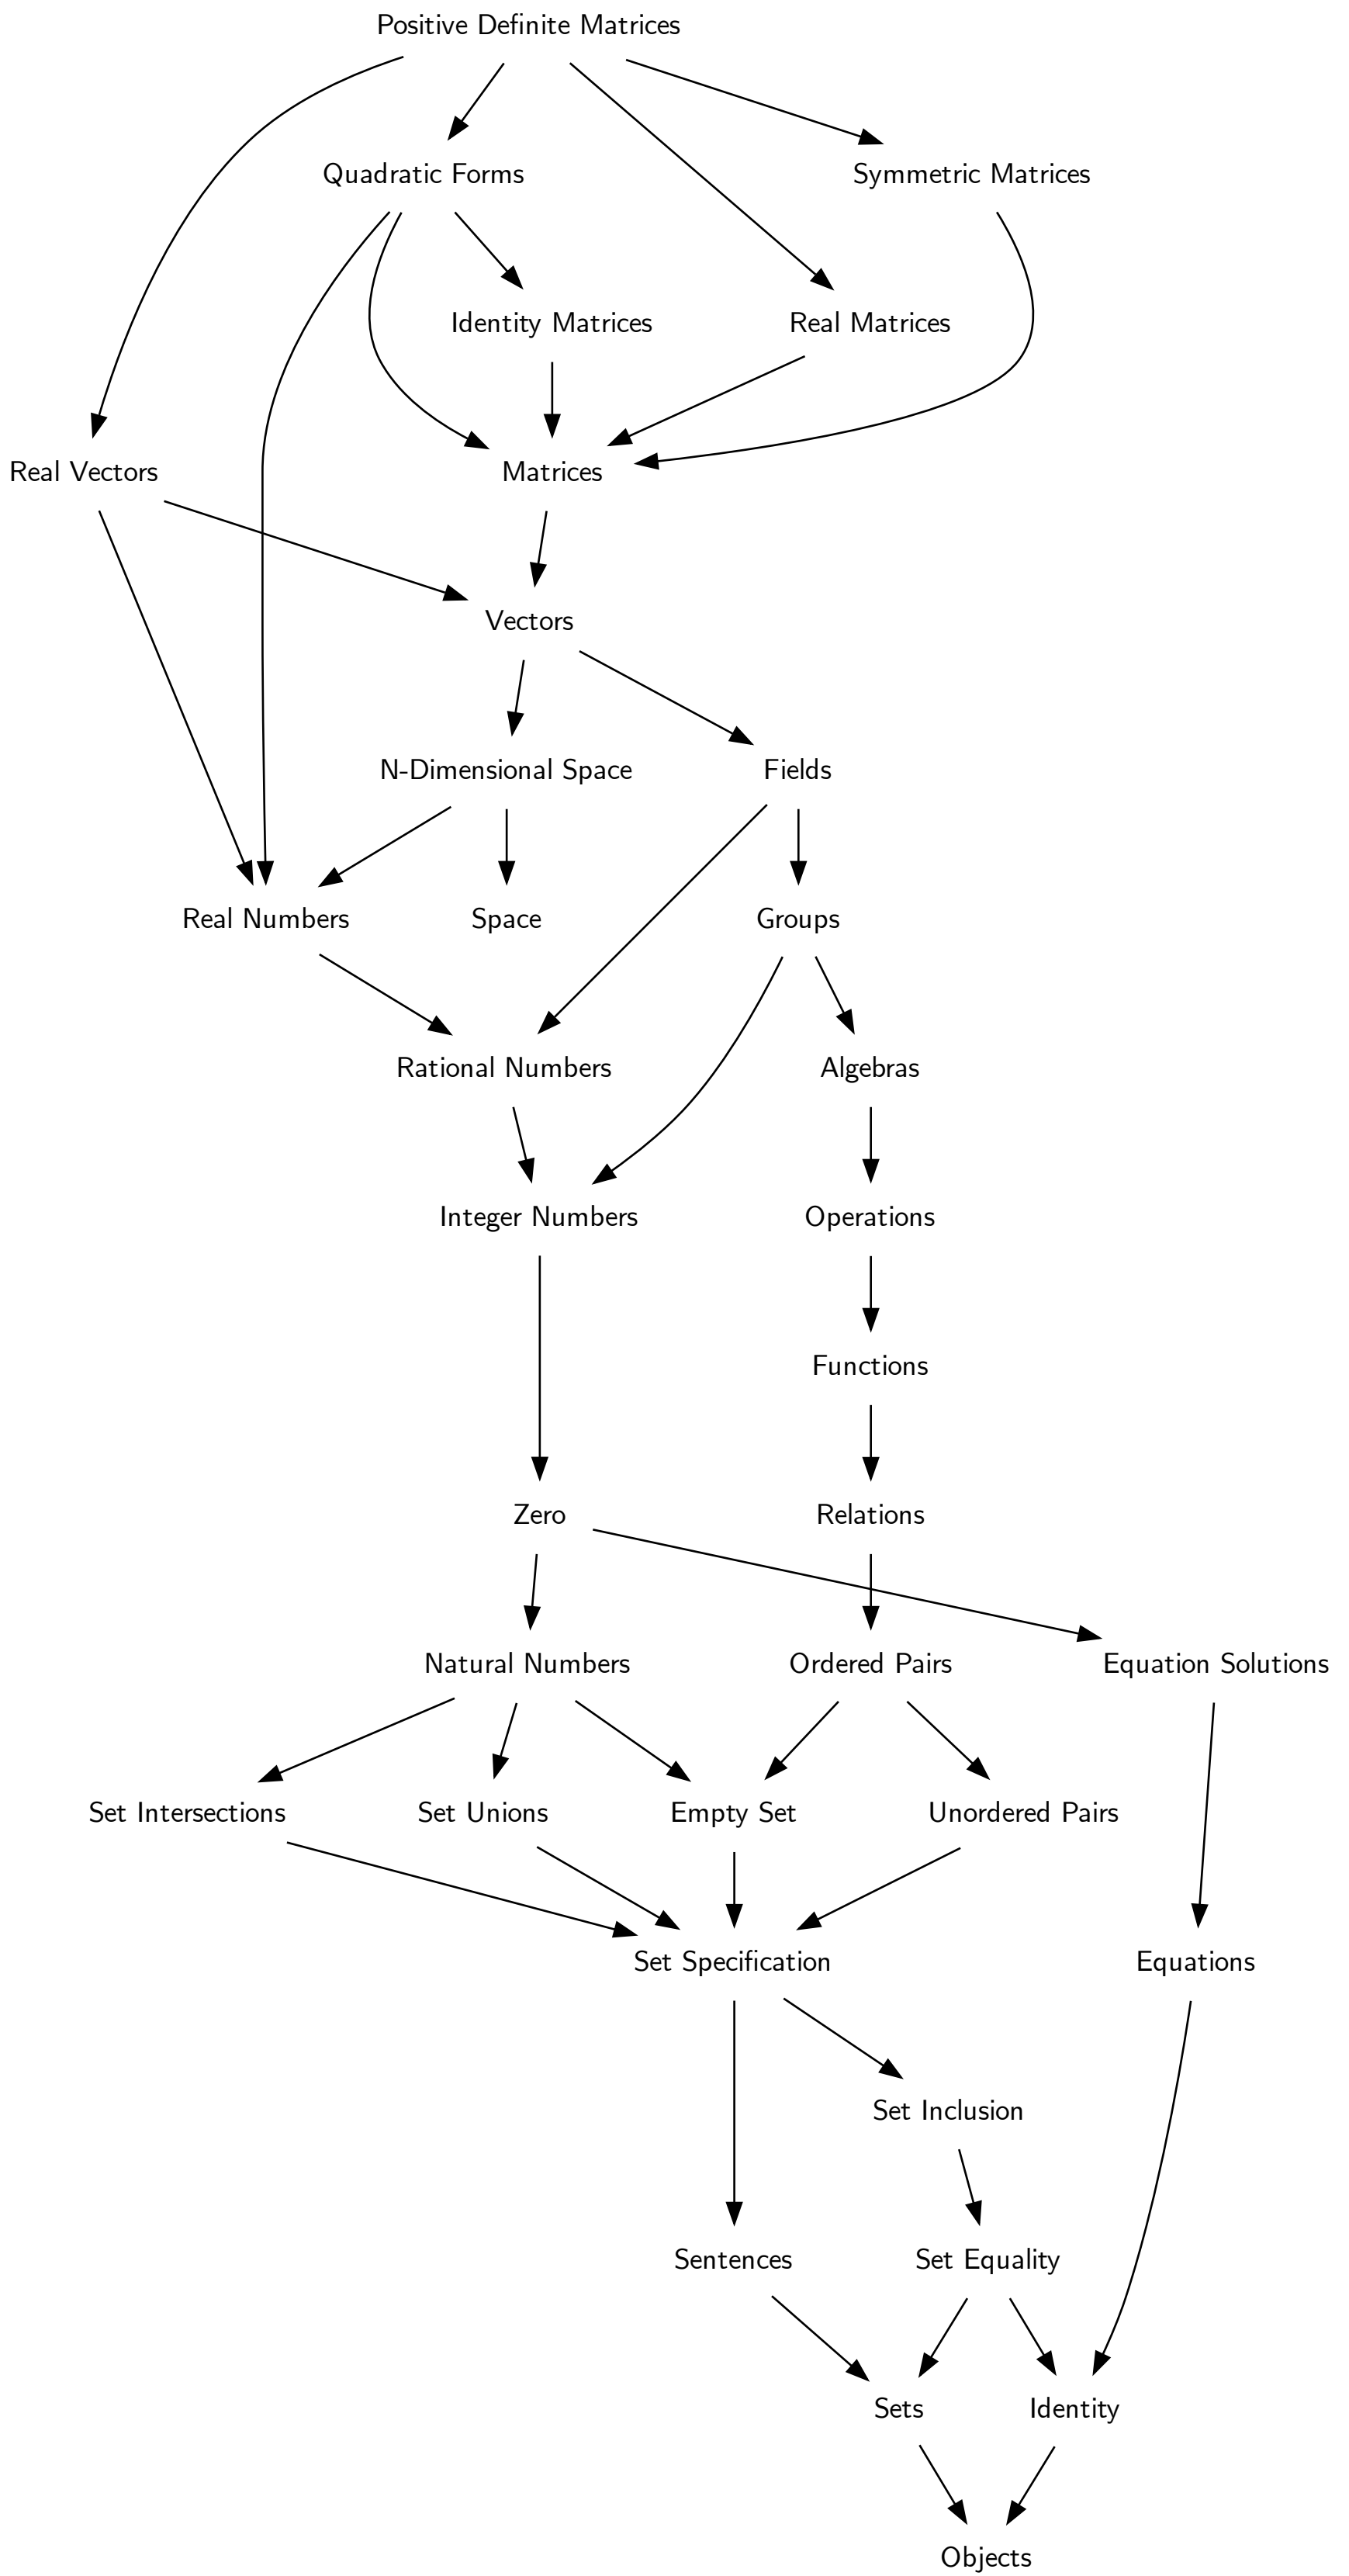 Positive Definite Matrices
Quadratic Forms
Symmetric Matrices
Identity Matrices
Real Matrices
Real Vectors
Matrices
Vectors
N-Dimensional Space
Fields
Real Numbers
Space
Groups
Rational Numbers
Algebras
Integer Numbers
Operations
Functions
Zero
Relations
Natural Numbers
Ordered Pairs
Equation Solutions
Set Intersections
Set Unions
Empty Set
Unordered Pairs
Set Specification
Equations
Set Inclusion
Sentences
Set Equality
Sets
Identity
Objects